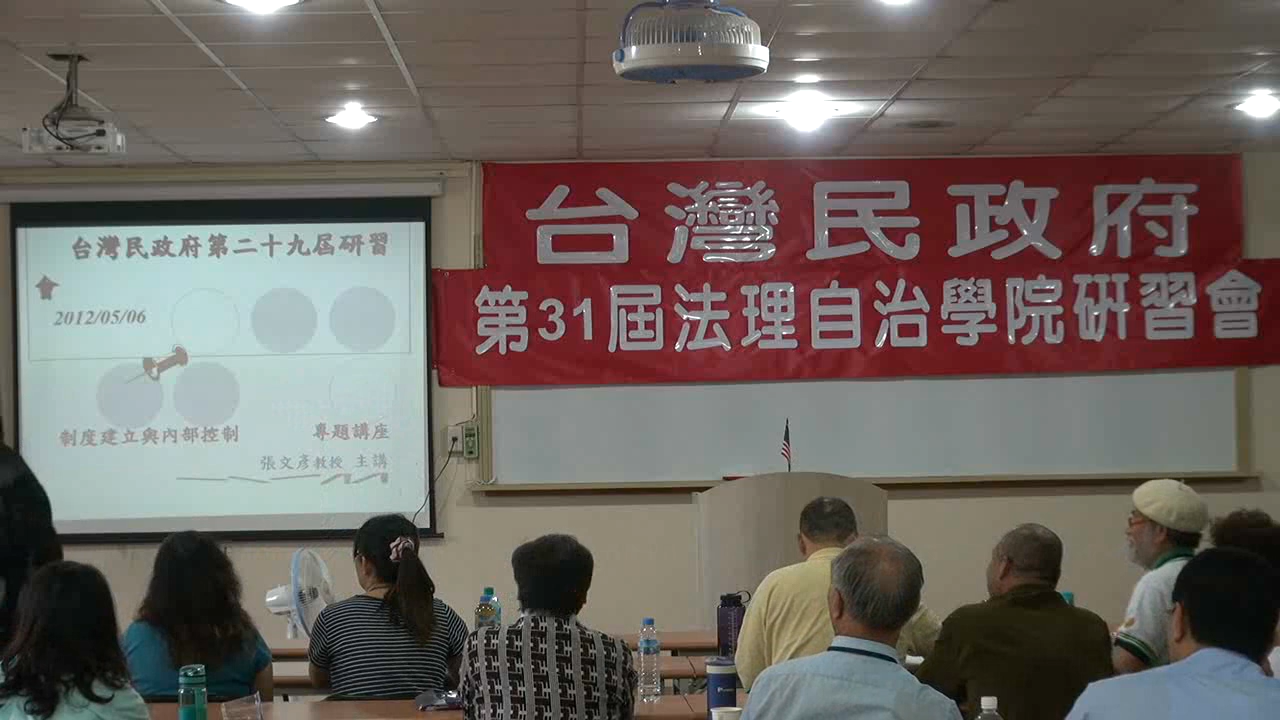 台灣民政府第二十九屆研習
2012/05/06
制度建立與內部控制
專題講座
張文彥教授 主講
台灣民政府
第31屆法理自治學院研習會